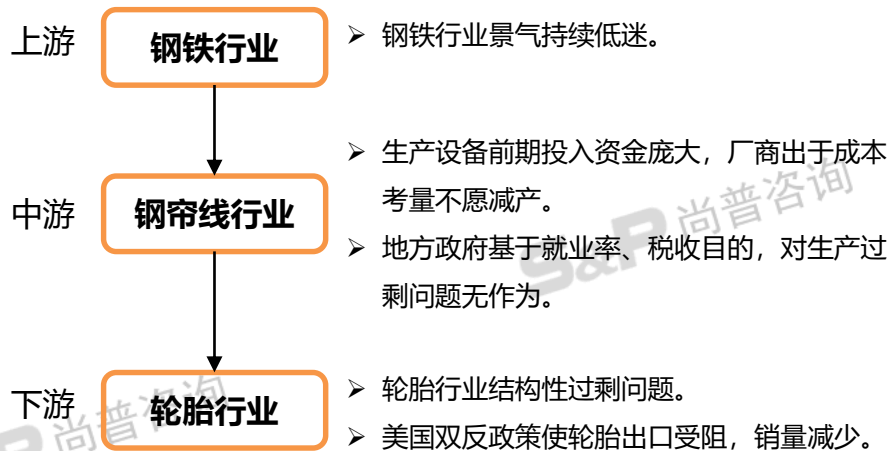 上游
钢铁行业
➢ 钢铁行业景气持续低迷。
➢ 生产设备前期投入资金庞大，厂商出于成本
考量不愿减产。
中游
钢帘线行业
➢ 地方政府基于就业率、税收目的，对生产过
剩问题无作为。
S&P 尚普咨询
下游
轮胎行业
➢ 轮胎行业结构性过剩问题。
➢ 美国双反政策使轮胎出口受阻，销量减少。
P 尚普咨询